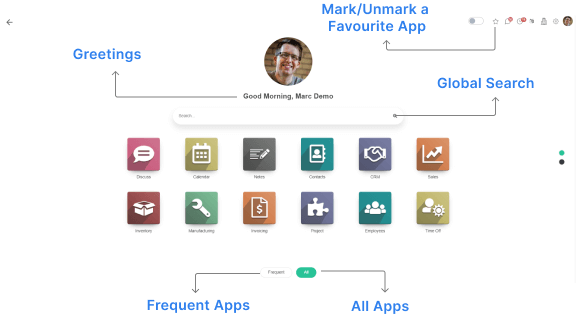 Mark/Unmark a
Favourite App
Greetings
Good Morning, Marc Demo
Global Search
Search...
Discuss
Calendar
Notes
Contacts
CRM
Sales
Inventory
Manufacturing
Invoicing
Project
Employees
Time Off
Frequent
All
Frequent Apps
All Apps